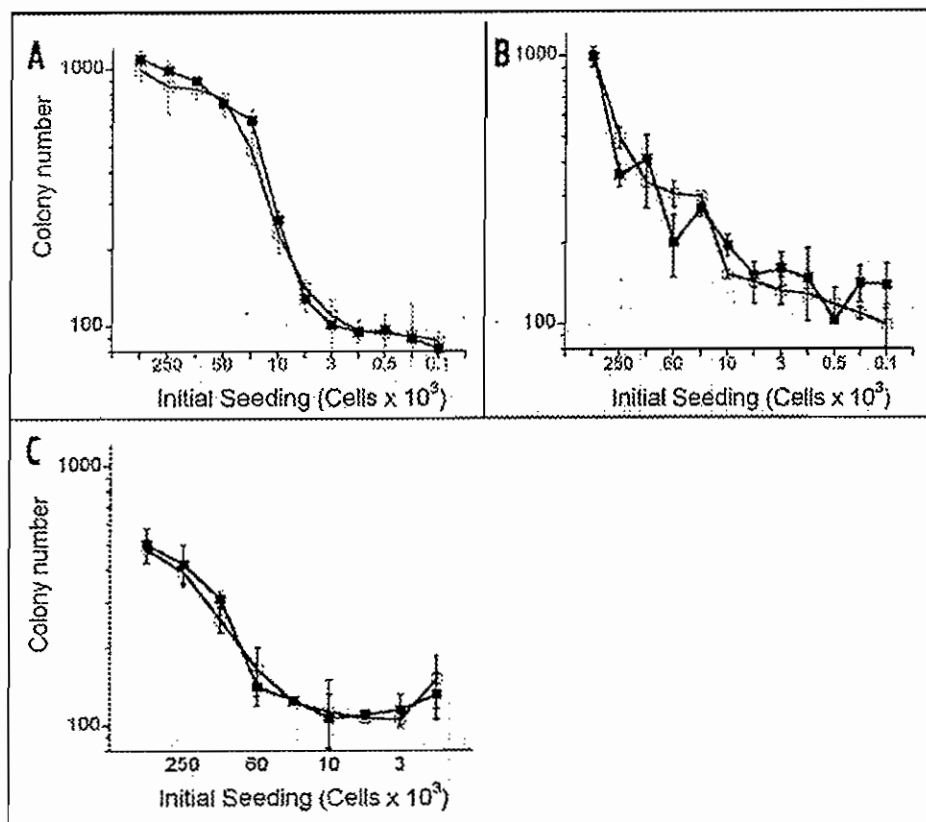 A
1000
100
Colony number
250 50 10 3 0.5 0.1
Initial Seeding (Cells x 10³)
B
1000
100
250 60 10 3 0.5 0.1
Initial Seeding (Cells x 10³)
C
1000
100
Colony number
250 60 10 3
Initial Seeding (Cells x 10³)